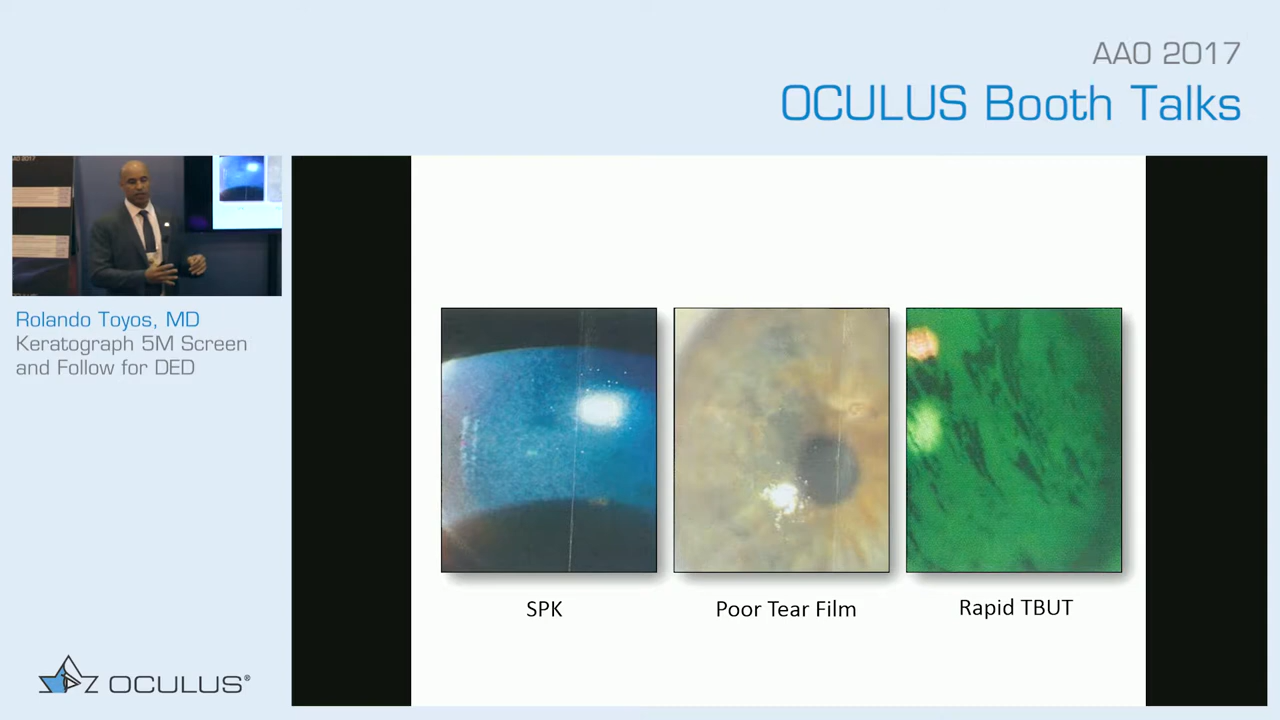 AAO 2017
OCULUS Booth Talks
Rolando Toyos, MD
Keratograph 5M Screen
and Follow for DED
SPK
Poor Tear Film
Rapid TBUT
OCULUS®